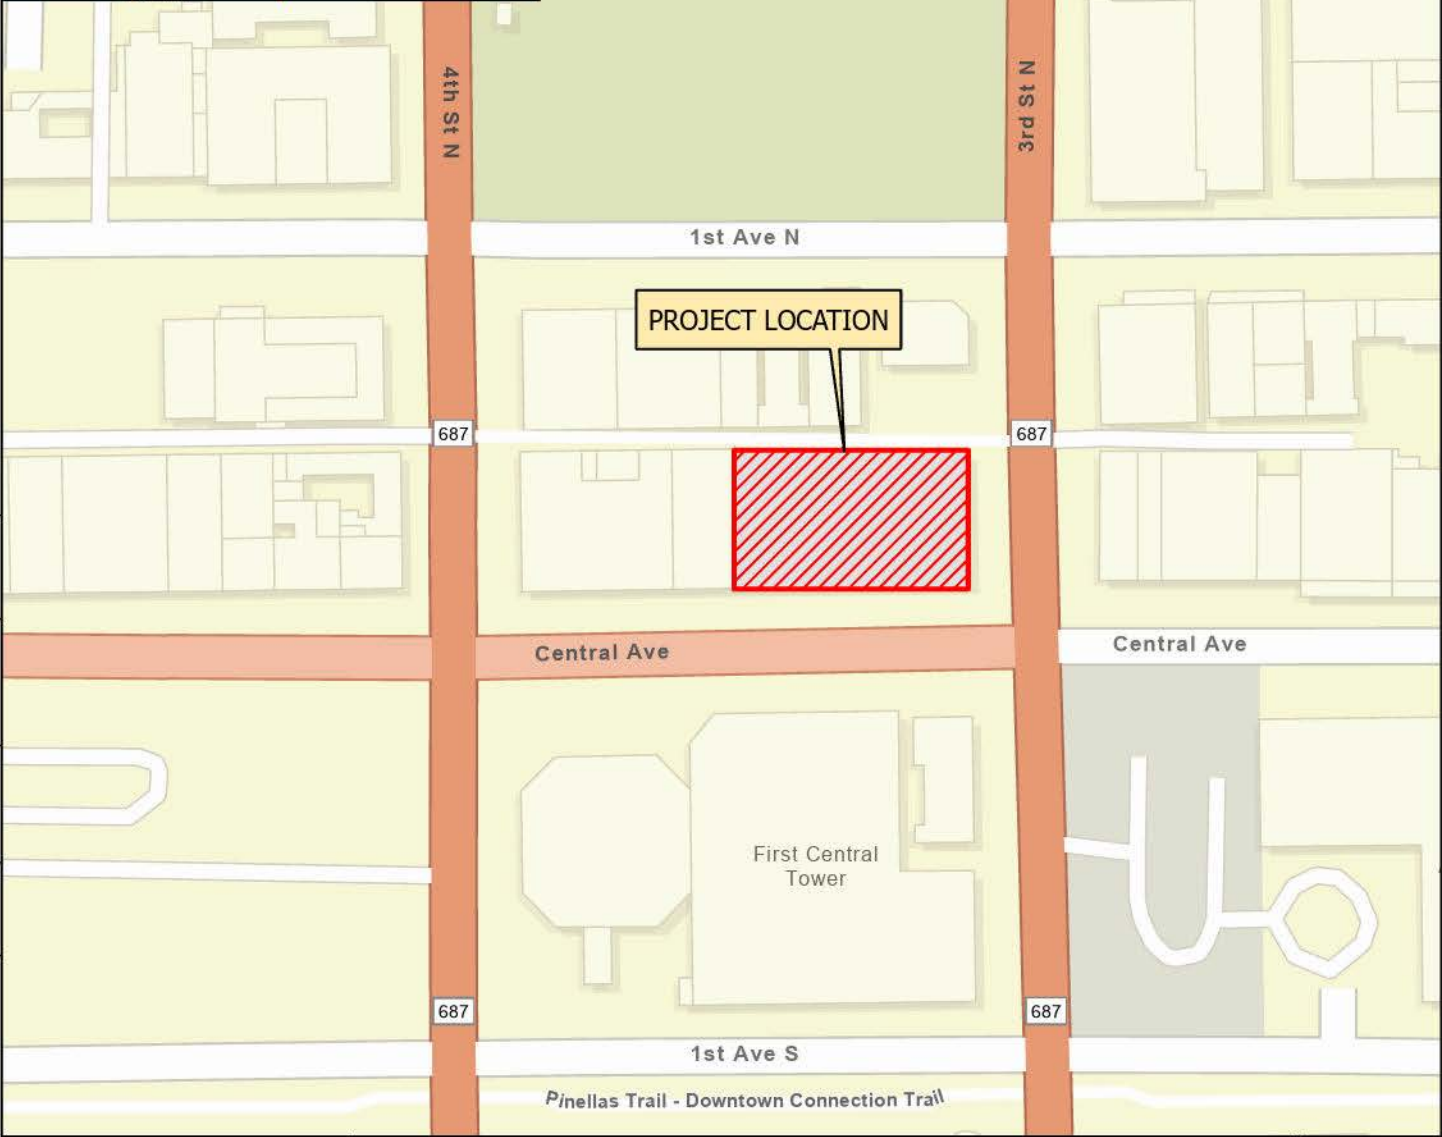 4th St N
3rd St N
1st Ave N
PROJECT LOCATION
687
687
Central Ave
Central Ave
First Central
Tower
687
687
1st Ave S
Pinellas Trail - Downtown Connection Trail